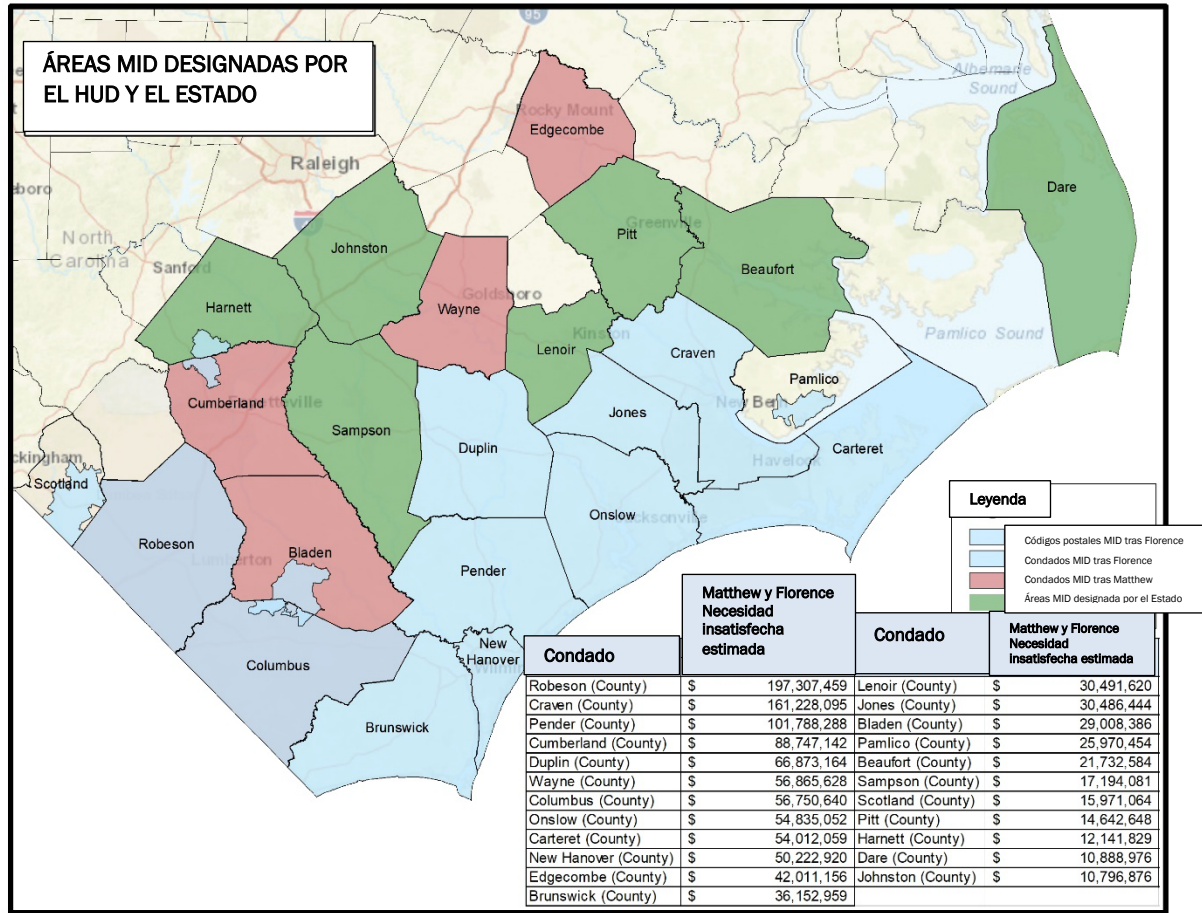 ÁREAS MID DESIGNADAS POR
EL HUD Y EL ESTADO
95
Albemarle
Sound
Rocky Mount
Edgecombe
Raleigh
Dare
boro
Greenville
Pitt
North
Carolina
Johnston
Sanford
Beaufort
Harnett
Goldsboro
Wayne
Kinston
Lenoir
Pamlico Sound
Craven
Pamlico
Cumberland
New Bern
Jones
Sampson
Duplin
Carteret
Havelock
ckingham
Scotland
Onslow
Jacksonville
Robeson
Lumberton
Bladen
Pender
New
Hanover
Columbus
Brunswick
Leyenda
Códigos postales MID tras Florence
Condados MID tras Florence
Condados MID tras Matthew
Áreas MID designada por el Estado
Condado
Matthew y Florence
Necesidad
insatisfecha
estimada
Condado
Matthew y Florence
Necesidad
insatisfecha estimada
Robeson (County) $ 197,307,459 Lenoir (County) $ 30,491,620
Craven (County) $ 161,228,095 Jones (County) $ 30,486,444
Pender (County) $ 101,788,288 Bladen (County) $ 29,008,386
Cumberland (County) $ 88,747,142 Pamlico (County) $ 25,970,454
Duplin (County) $ 66,873,164 Beaufort (County) $ 21,732,584
Wayne (County) $ 56,865,628 Sampson (County) $ 17,194,081
Columbus (County) $ 56,750,640 Scotland (County) $ 15,971,064
Onslow (County) $ 54,835,052 Pitt (County) $ 14,642,648
Carteret (County) $ 54,012,059 Harnett (County) $ 12,141,829
New Hanover (County) $ 50,222,920 Dare (County) $ 10,888,976
Edgecombe (County) $ 42,011,156 Johnston (County) $ 10,796,876
Brunswick (County) $ 36,152,959